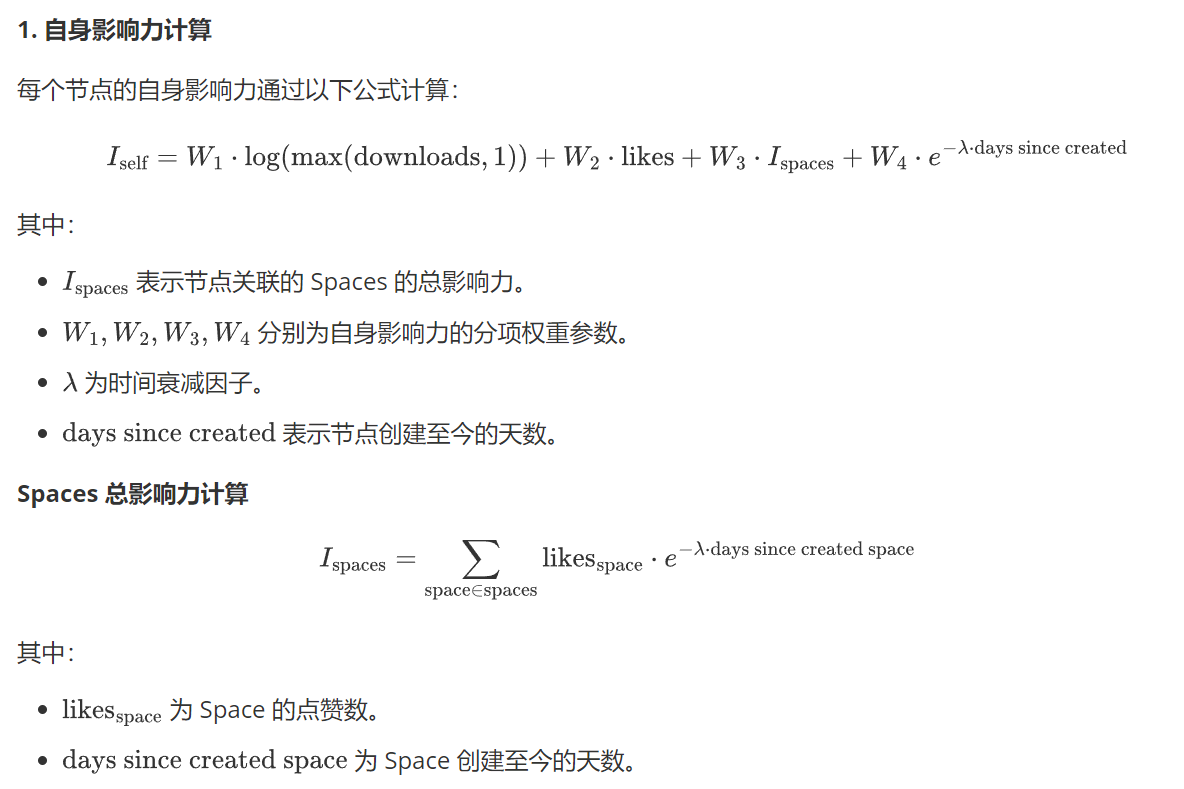 1. 自身影响力计算
每个节点的自身影响力通过以下公式计算：
I_self = W_1 · log(max(downloads, 1)) + W_2 · likes + W_3 · I_spaces + W_4 · e^{−λ·days since created}
其中：
• I_spaces 表示节点关联的 Spaces 的总影响力。
• W_1, W_2, W_3, W_4 分别为自身影响力的分项权重参数。
• λ 为时间衰减因子。
• days since created 表示节点创建至今的天数。
Spaces 总影响力计算
I_spaces = ∑_{space∈spaces} likes_space · e^{−λ·days since created space}
其中：
• likes_space 为 Space 的点赞数。
• days since created space 为 Space 创建至今的天数。